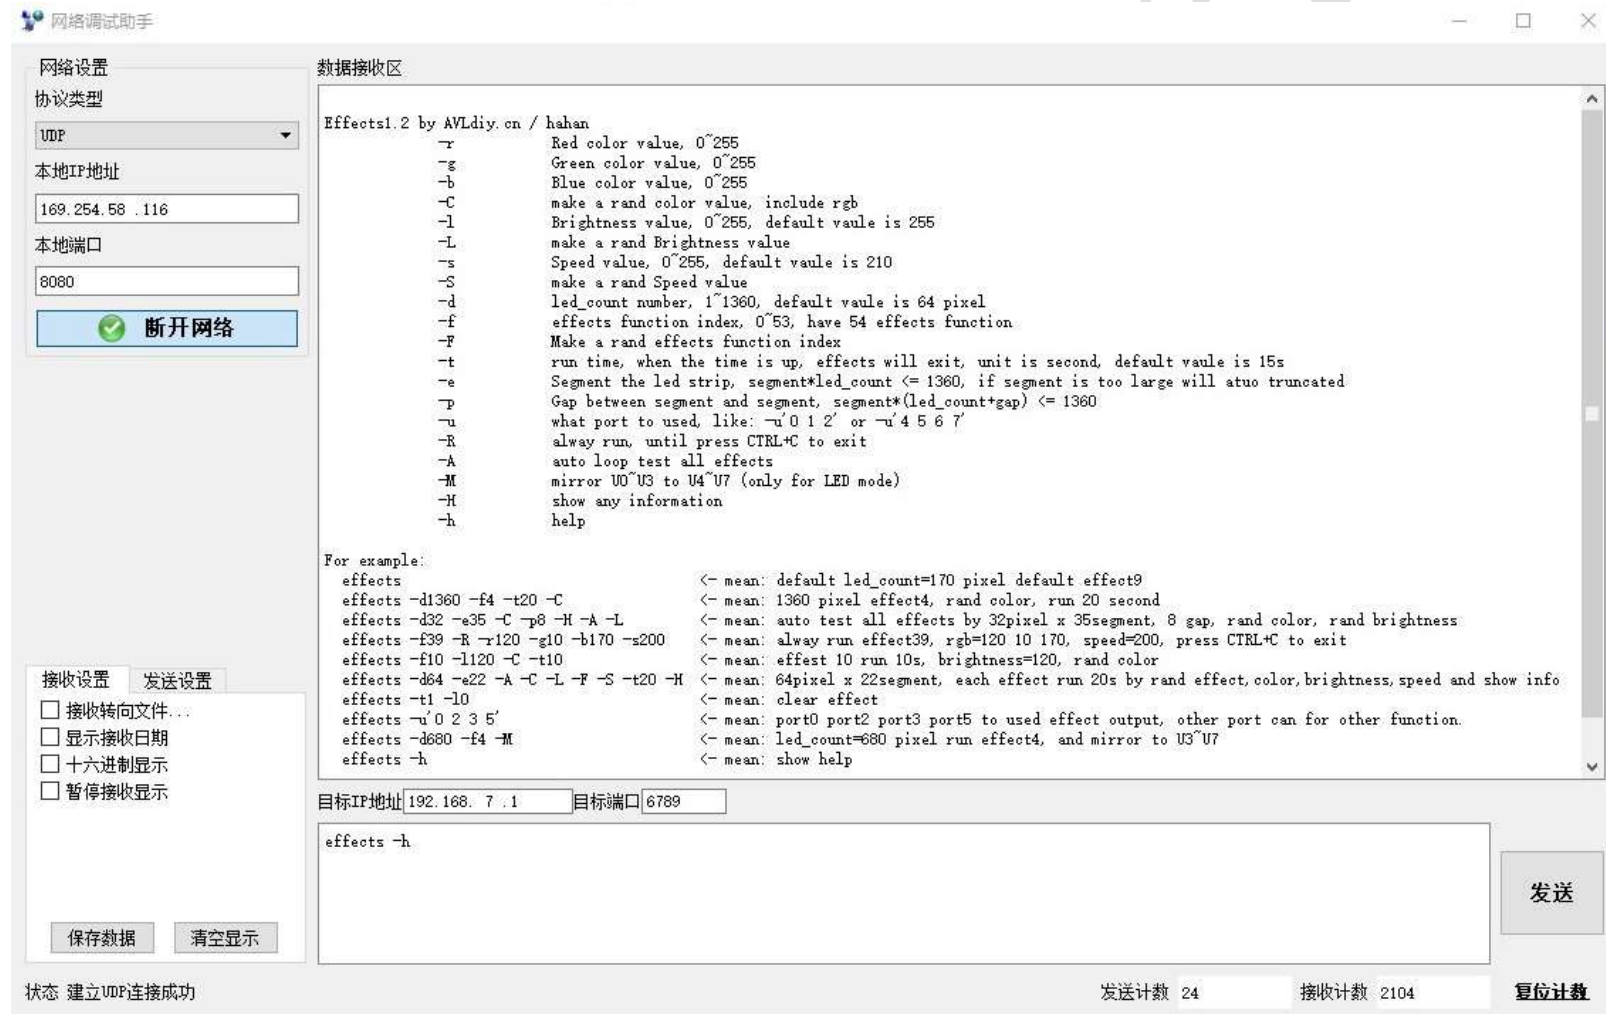 网络调试助手
网络设置
协议类型
UDP
本地IP地址
169.254.58 .116
本地端口
8080
断开网络
数据接收区
Effects1.2 by AVLdiy.cn / hahan
-r Red color value, 0~255
-g Green color value, 0~255
-b Blue color value, 0~255
-C make a rand color value, include rgb
-l Brightness value, 0~255, default vaule is 255
-L make a rand Brightness value
-s Speed value, 0~255, default vaule is 210
-S make a rand Speed value
-d led_count number, 1~1360, default vaule is 64 pixel
-f effects function index, 0~53, have 54 effects function
-F Make a rand effects function index
-t run time, when the time is up, effects will exit, unit is second, default vaule is 15s
-e Segment the led strip, segment*led_count <= 1360, if segment is too large will atuo truncated
-p Gap between segment and segment, segment*(led_count+gap) <= 1360
-u what port to used, like: -u'0 1 2' or -u'4 5 6 7'
-R alway run, until press CTRL+C to exit
-A auto loop test all effects
-M mirror U0~U3 to U4~U7 (only for LED mode)
-H show any information
-h help
For example:
effects <- mean: default led_count=170 pixel default effect9
effects -d1360 -f4 -t20 -C <- mean: 1360 pixel effect4, rand color, run 20 second
effects -d32 -e35 -C -p8 -H -A -L <- mean: auto test all effects by 32pixel x 35segment, 8 gap, rand color, rand brightness
effects -f39 -R -r120 -g10 -b170 -s200 <- mean: alway run effect39, rgb=120 10 170, speed=200, press CTRL+C to exit
effects -f10 -l120 -C -t10 <- mean: effest 10 run 10s, brightness=120, rand color
effects -d64 -e22 -A -C -L -F -S -t20 -H <- mean: 64pixel x 22segment, each effect run 20s by rand effect,color,brightness,speed and show info
effects -t1 -l0 <- mean: clear effect
effects -u'0 2 3 5' <- mean: port0 port2 port3 port5 to used effect output, other port can for other function.
effects -d680 -f4 -M <- mean: led_count=680 pixel run effect4, and mirror to U3~U7
effects -h <- mean: show help
接收设置 发送设置
接收转向文件...
显示接收日期
十六进制显示
暂停接收显示
保存数据 清空显示
目标IP地址 192.168. 7 .1 目标端口 6789
effects -h
发送
状态 建立UDP连接成功
发送计数 24 接收计数 2104 复位计数